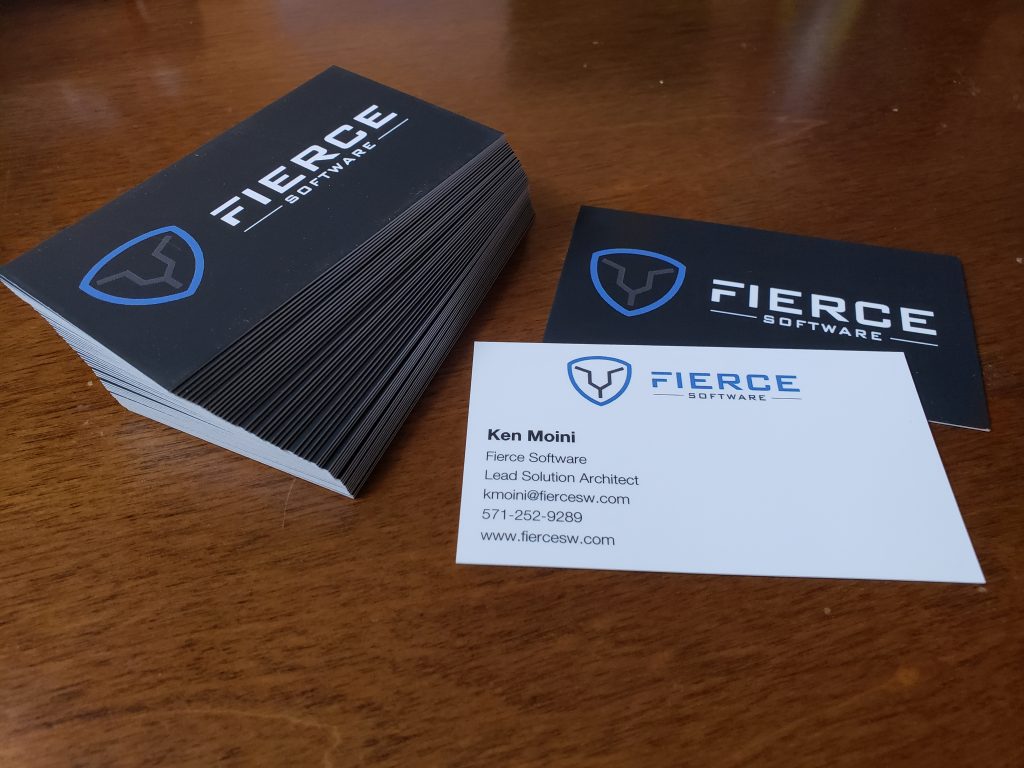 FIERCE
SOFTWARE
FIERCE
SOFTWARE
FIERCE
SOFTWARE
Ken Moini
Fierce Software
Lead Solution Architect
kmoini@fiercesw.com
571-252-9289
www.fiercesw.com